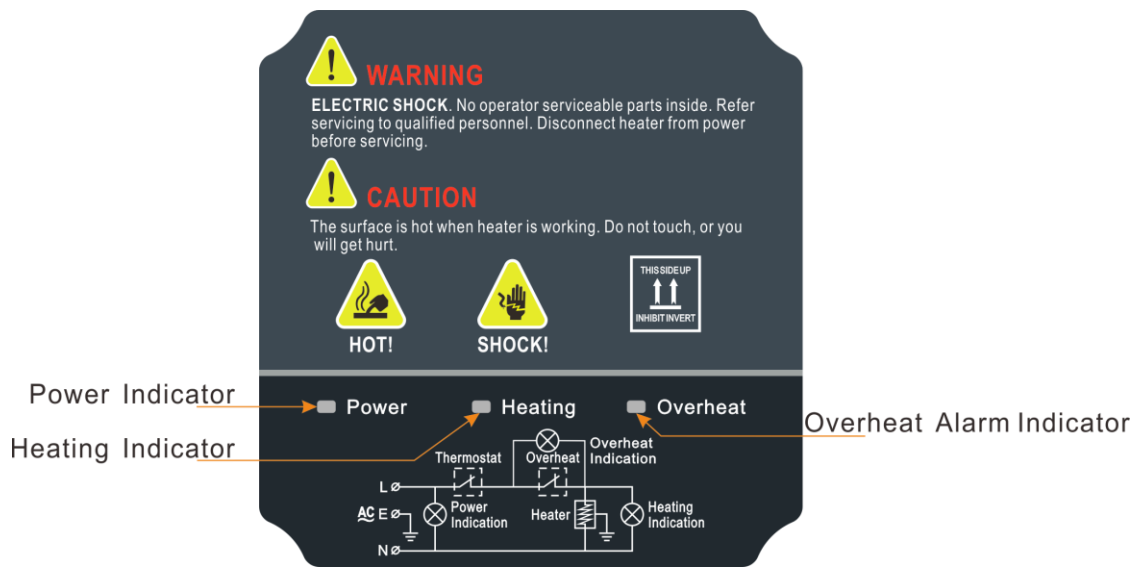 WARNING
ELECTRIC SHOCK. No operator serviceable parts inside. Refer
servicing to qualified personnel. Disconnect heater from power
before servicing.
CAUTION
The surface is hot when heater is working. Do not touch, or you
will get hurt.
THIS SIDE UP
INHIBIT INVERT
HOT!
SHOCK!
Power Indicator
Power
Heating
Overheat
Overheat Alarm Indicator
Heating Indicator
Overheat
Indication
Thermostat
Overheat
L
Power
Indication
Heater
Heating
Indication
AC E
N